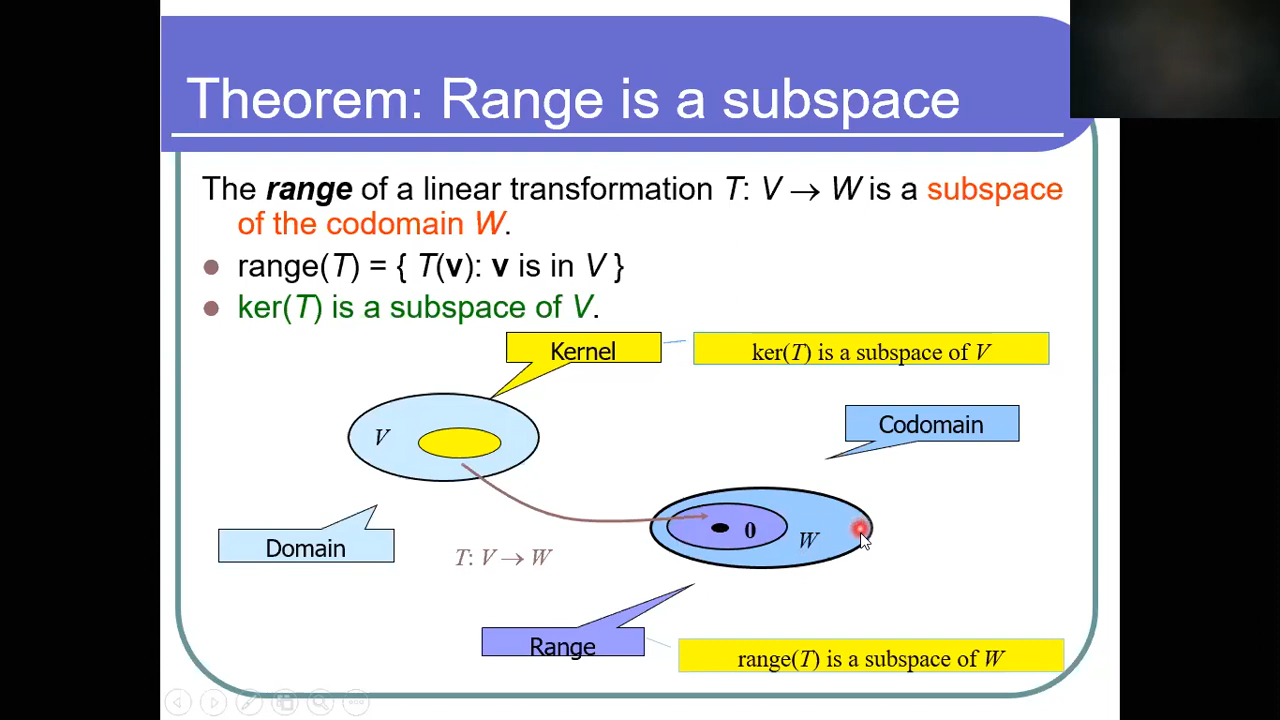 Theorem: Range is a subspace
The range of a linear transformation T: V → W is a subspace
of the codomain W.
range(T) = { T(v): v is in V }
ker(T) is a subspace of V.
Kernel
ker(T) is a subspace of V
Codomain
V
0
W
Domain
T: V → W
Range
range(T) is a subspace of W